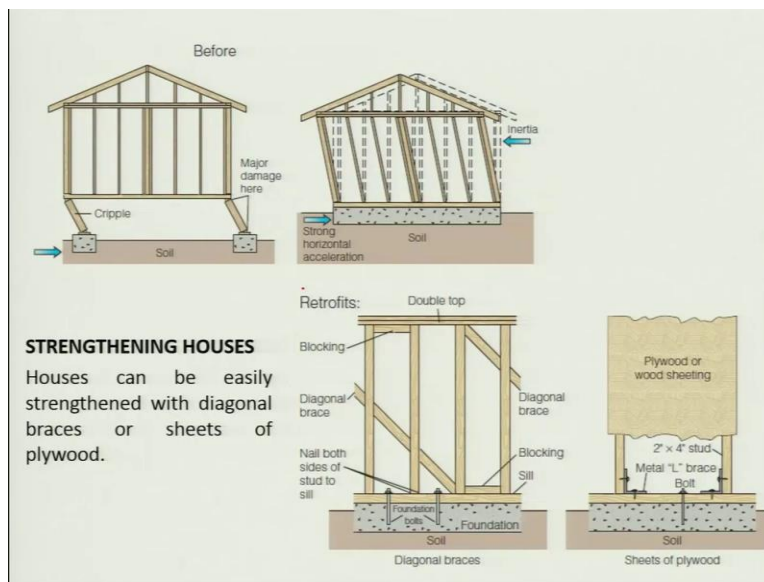 Before
Major
damage
here
Cripple
Soil
Inertia
Strong
horizontal
acceleration
Soil
STRENGTHENING HOUSES
Houses can be easily
strengthened with diagonal
braces or sheets of
plywood.
Retrofits:
Double top
Blocking
Diagonal
brace
Diagonal
brace
Nail both
sides of
stud to
sill
Blocking
Sill
Foundation
bolts
Foundation
Soil
Diagonal braces
Plywood or
wood sheeting
2" × 4" stud
Metal "L" brace
Bolt
Soil
Sheets of plywood